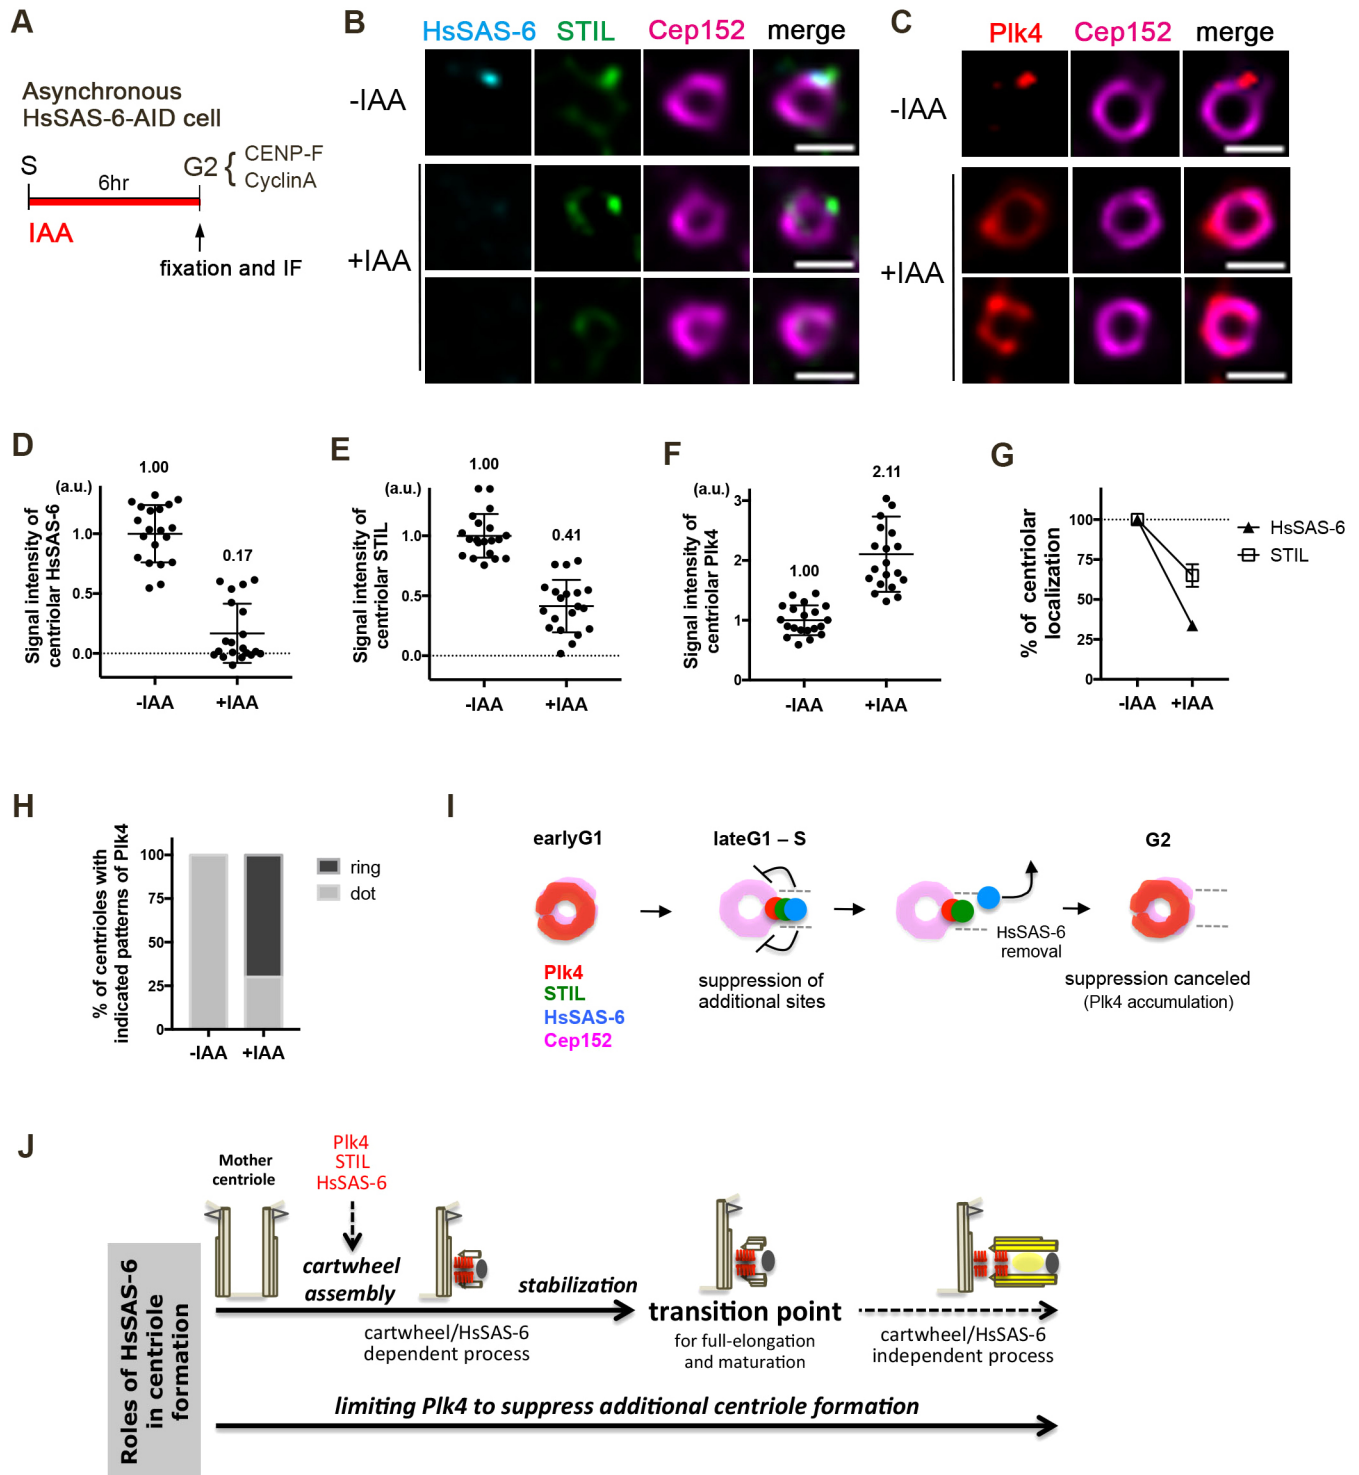 A
Asynchronous
HsSAS-6-AID cell
S
6hr
G2 {
CENP-F
CyclinA
IAA
fixation and IF
B
HsSAS-6 STIL Cep152 merge
-IAA
+IAA
C
Plk4 Cep152 merge
-IAA
+IAA
D
(a.u.)
Signal intensity of
centriolar HsSAS-6
1.00
0.17
1.0
0.5
0.0
-IAA +IAA
E
(a.u.)
Signal intensity of
centriolar STIL
1.00
0.41
1.0
0.5
0.0
-IAA +IAA
F
(a.u.)
Signal intensity of
centriolar Plk4
1.00
2.11
3
2
1
0
-IAA +IAA
G
% of centriolar
localization
100
75
50
25
0
-IAA +IAA
HsSAS-6
STIL
H
% of centrioles with
indicated patterns of Plk4
100
75
50
25
0
-IAA +IAA
ring
dot
I
earlyG1
lateG1 – S
G2
Plk4
STIL
HsSAS-6
Cep152
suppression of
additional sites
HsSAS-6
removal
suppression canceled
(Plk4 accumulation)
J
Roles of HsSAS-6
in centriole
formation
Mother
centriole
Plk4
STIL
HsSAS-6
cartwheel
assembly
stabilization
cartwheel/HsSAS-6
dependent process
transition point
for full-elongation
and maturation
cartwheel/HsSAS-6
independent process
limiting Plk4 to suppress additional centriole formation